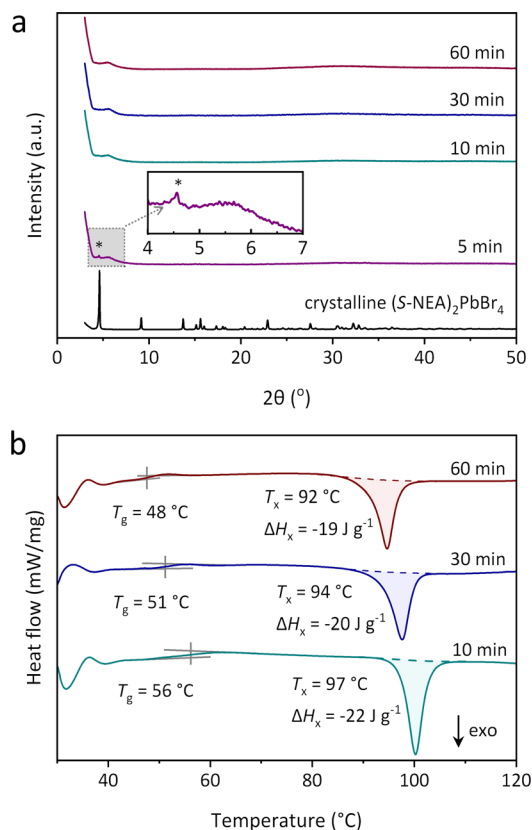 a
60 min
30 min
10 min
*
4 5 6 7
*
5 min
crystalline (S-NEA)₂PbBr₄
Intensity (a.u.)
0 10 20 30 40 50
2θ (°)
b
60 min
Tg = 48 °C
Tx = 92 °C
ΔHx = -19 J g⁻¹
30 min
Tg = 51 °C
Tx = 94 °C
ΔHx = -20 J g⁻¹
10 min
Tg = 56 °C
Tx = 97 °C
ΔHx = -22 J g⁻¹
exo
Heat flow (mW/mg)
40 60 80 100 120
Temperature (°C)